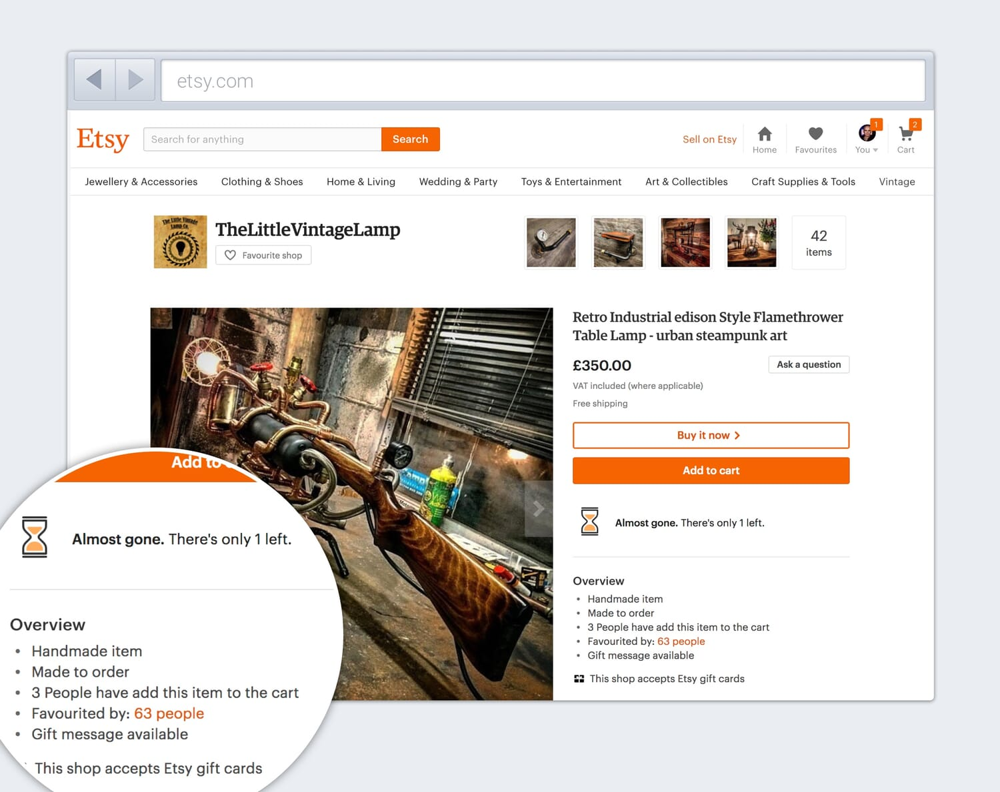 etsy.com
Etsy
Search for anything
Search
Sell on Etsy
Home
Favourites
1
You
2
Cart
Jewellery & Accessories
Clothing & Shoes
Home & Living
Wedding & Party
Toys & Entertainment
Art & Collectibles
Craft Supplies & Tools
Vintage
The Little Vintage
Lamp Co.
TheLittleVintageLamp
Favourite shop
42
items
Retro Industrial edison Style Flamethrower
Table Lamp - urban steampunk art
£350.00
Ask a question
VAT included (where applicable)
Free shipping
Buy it now
Add to cart
Almost gone. There's only 1 left.
Overview
• Handmade item
• Made to order
• 3 People have add this item to the cart
• Favourited by: 63 people
• Gift message available
This shop accepts Etsy gift cards
Add to
Almost gone. There's only 1 left.
Overview
• Handmade item
• Made to order
• 3 People have add this item to the cart
• Favourited by: 63 people
• Gift message available
This shop accepts Etsy gift cards